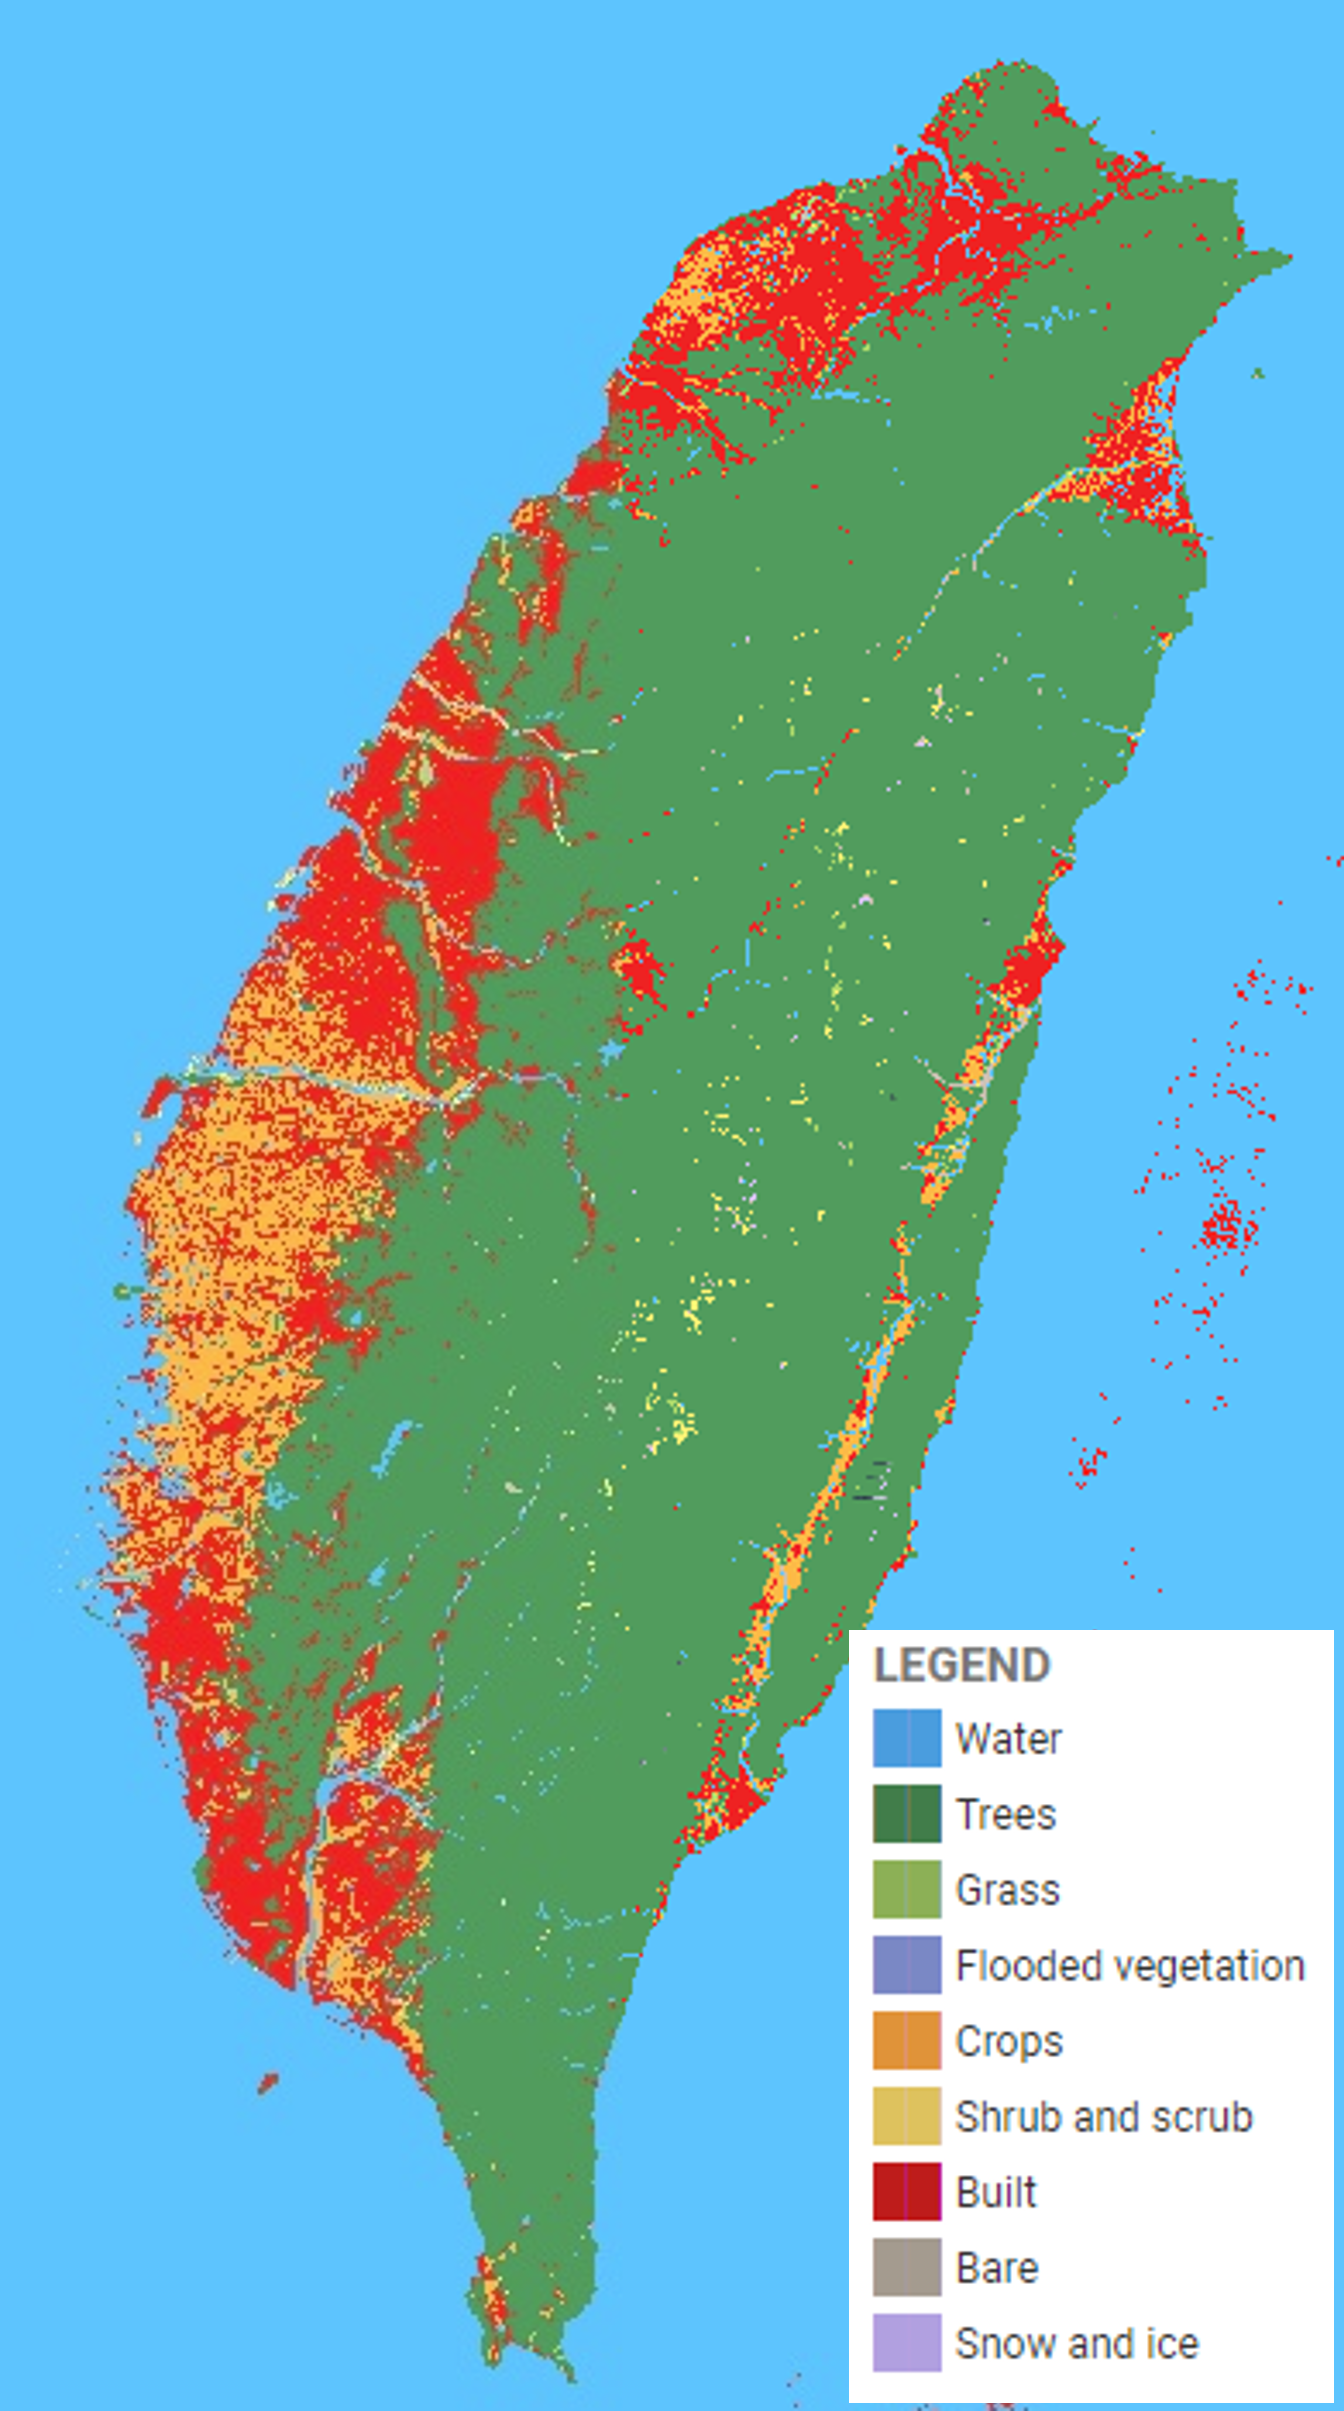 LEGEND
Water
Trees
Grass
Flooded vegetation
Crops
Shrub and scrub
Built
Bare
Snow and ice